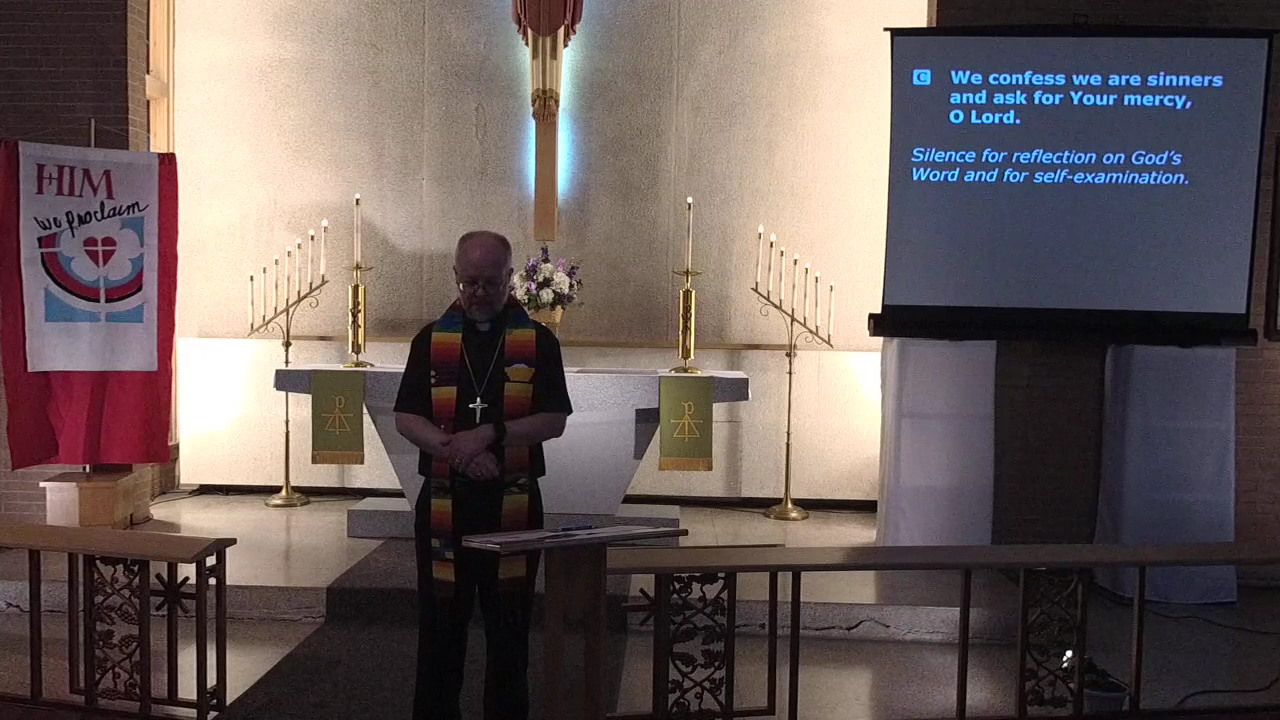 HIM
we proclaim
C We confess we are sinners
and ask for Your mercy,
O Lord.
Silence for reflection on God's
Word and for self-examination.